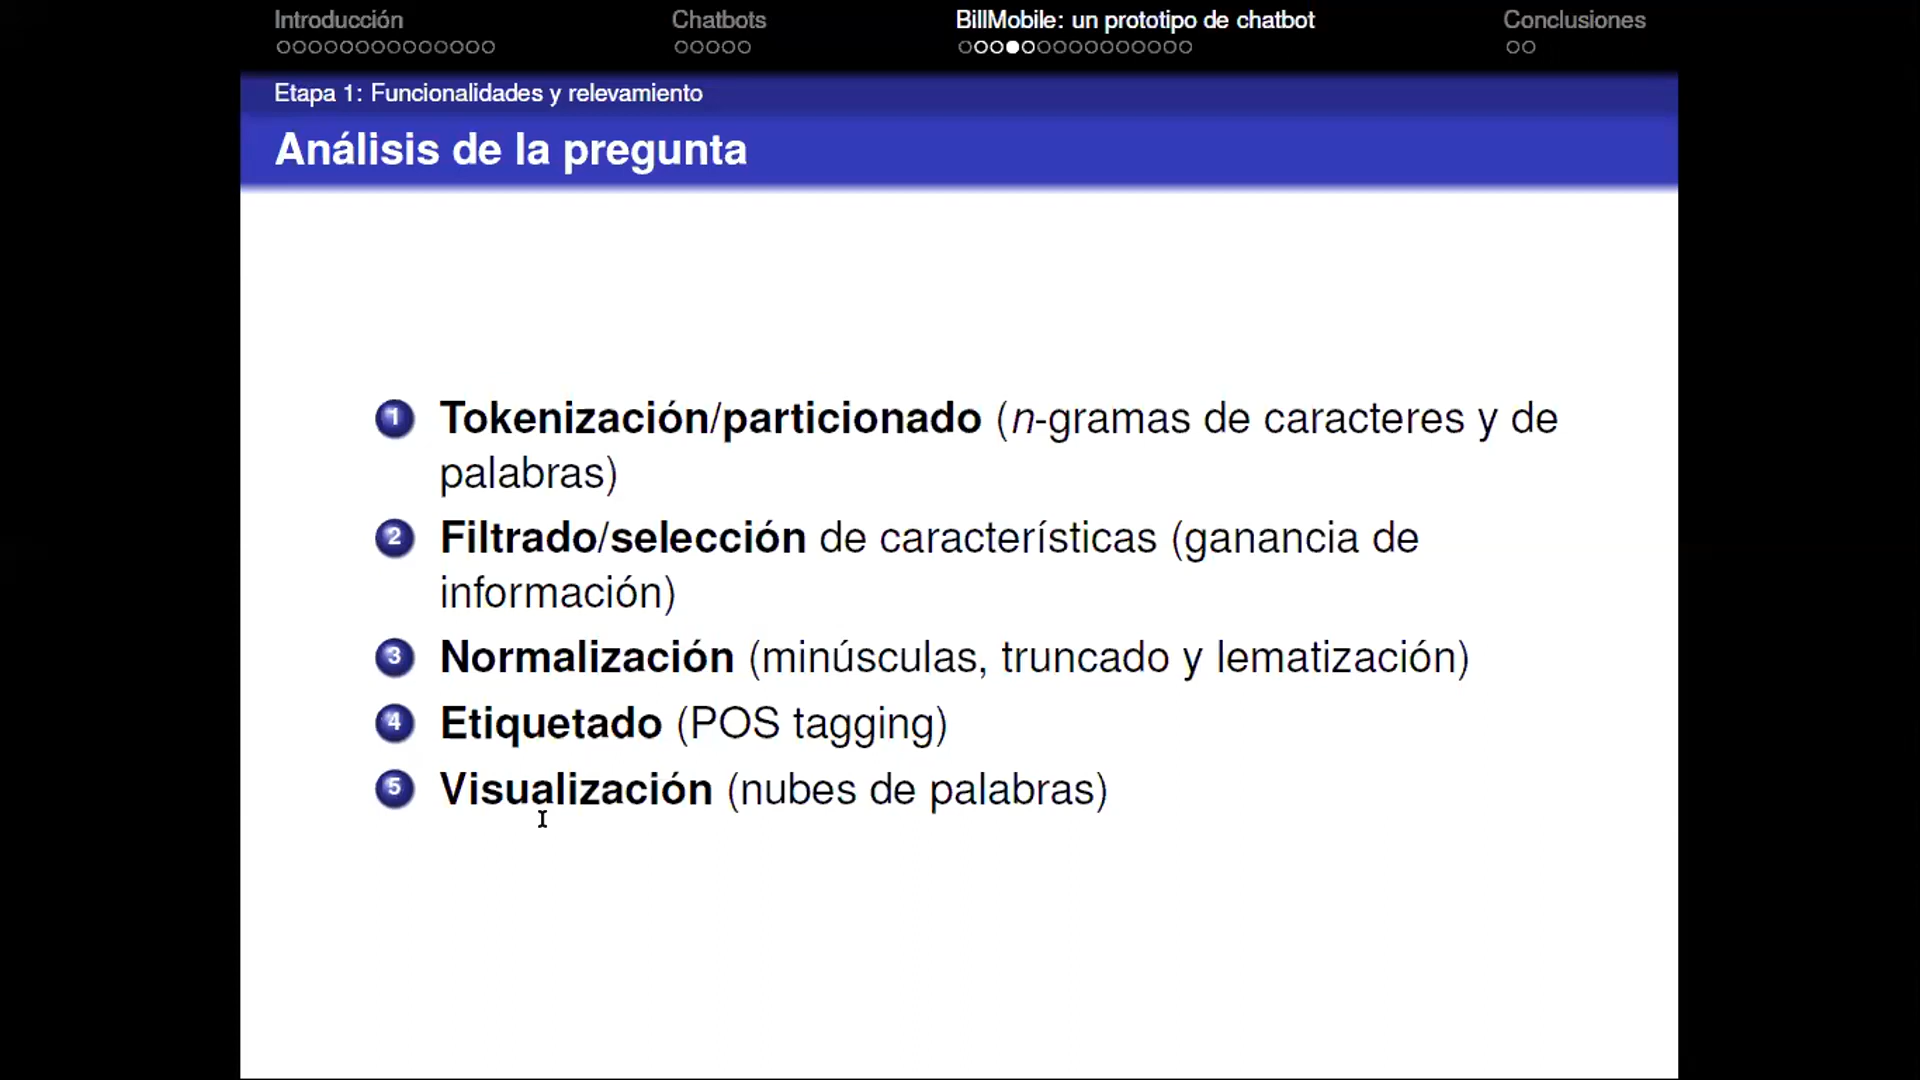 Introducción
Chatbots
BillMobile: un prototipo de chatbot
Conclusiones
Etapa 1: Funcionalidades y relevamiento
Análisis de la pregunta
1 Tokenización/particionado (n-gramas de caracteres y de
palabras)
2 Filtrado/selección de características (ganancia de
información)
3 Normalización (minúsculas, truncado y lematización)
4 Etiquetado (POS tagging)
5 Visualización (nubes de palabras)